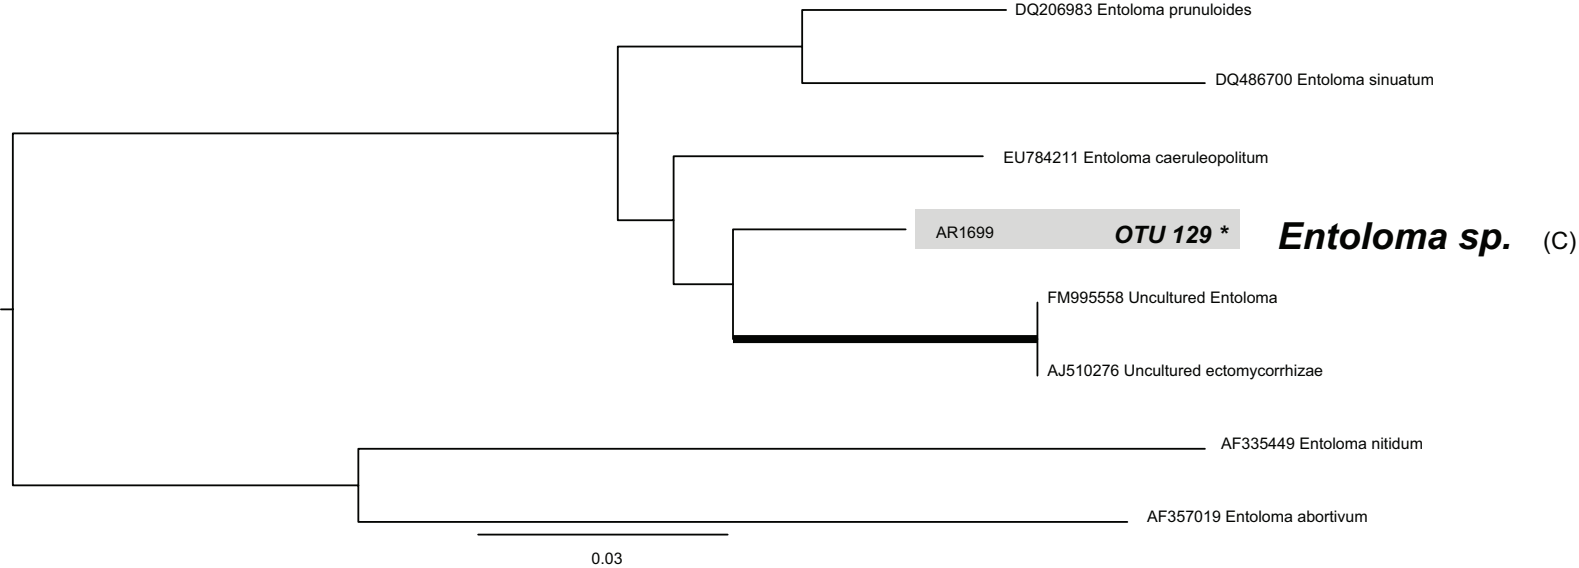 DQ206983 Entoloma prunuloides
DQ486700 Entoloma sinuatum
EU784211 Entoloma caeruleopolitum
AR1699 OTU 129 * Entoloma sp. (C)
FM995558 Uncultured Entoloma
AJ510276 Uncultured ectomycorrhizae
AF335449 Entoloma nitidum
AF357019 Entoloma abortivum
0.03